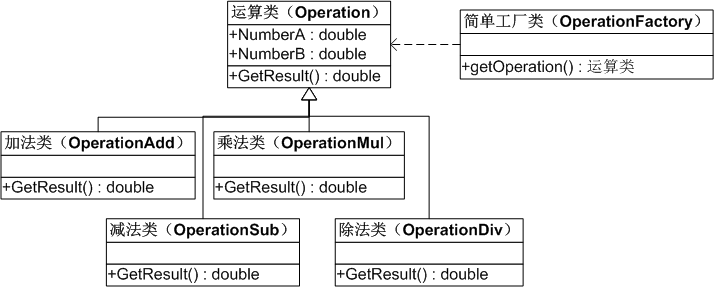 运算类（Operation）
+NumberA : double
+NumberB : double
+GetResult() : double
简单工厂类（OperationFactory）
+getOperation() : 运算类
加法类（OperationAdd）
+GetResult() : double
乘法类（OperationMul）
+GetResult() : double
减法类（OperationSub）
+GetResult() : double
除法类（OperationDiv）
+GetResult() : double